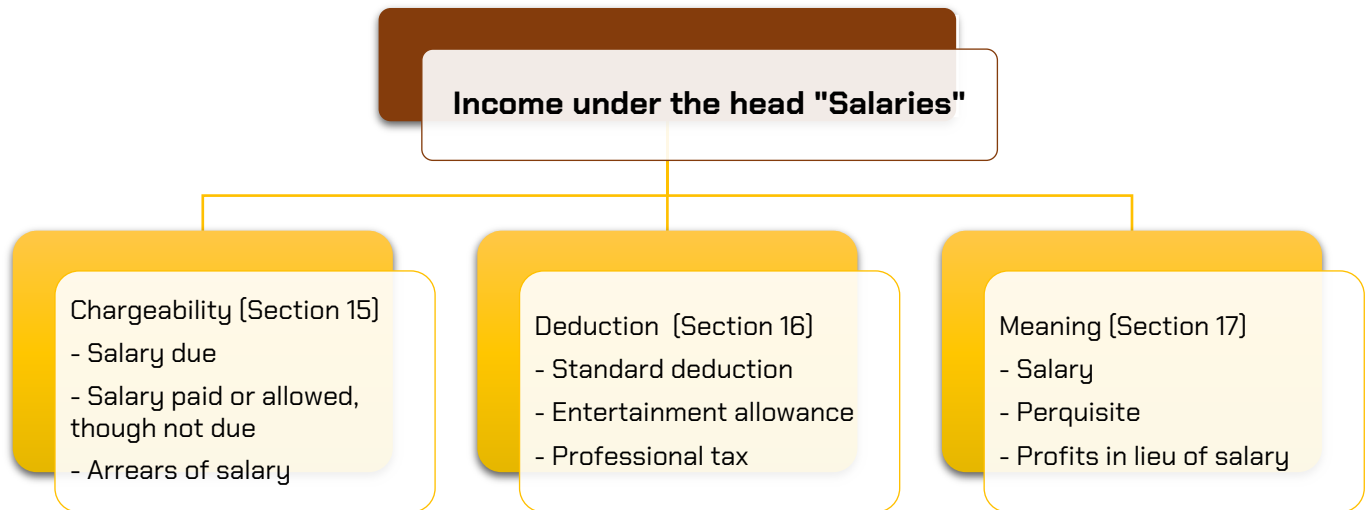 Income under the head "Salaries"
Chargeability (Section 15)
- Salary due
- Salary paid or allowed,
though not due
- Arrears of salary
Deduction  (Section 16)
- Standard deduction
- Entertainment allowance
- Professional tax
Meaning (Section 17)
- Salary
- Perquisite
- Profits in lieu of salary